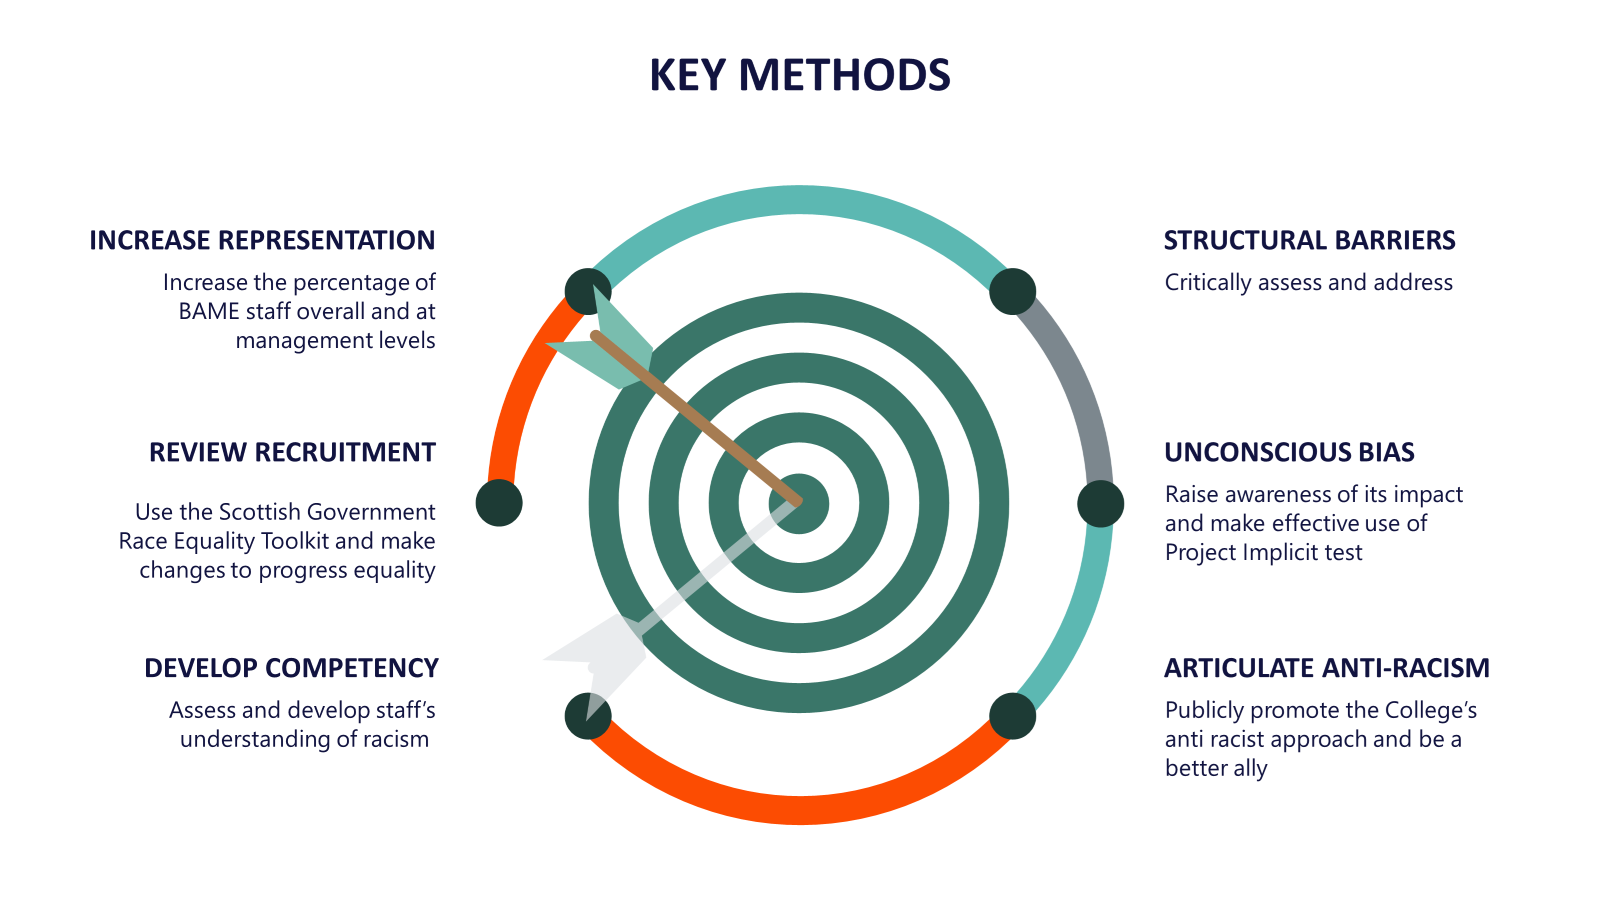 KEY METHODS
INCREASE REPRESENTATION
Increase the percentage of
BAME staff overall and at
management levels
REVIEW RECRUITMENT
Use the Scottish Government
Race Equality Toolkit and make
changes to progress equality
DEVELOP COMPETENCY
Assess and develop staff’s
understanding of racism
STRUCTURAL BARRIERS
Critically assess and address
UNCONSCIOUS BIAS
Raise awareness of its impact
and make effective use of
Project Implicit test
ARTICULATE ANTI-RACISM
Publicly promote the College’s
anti racist approach and be a
better ally